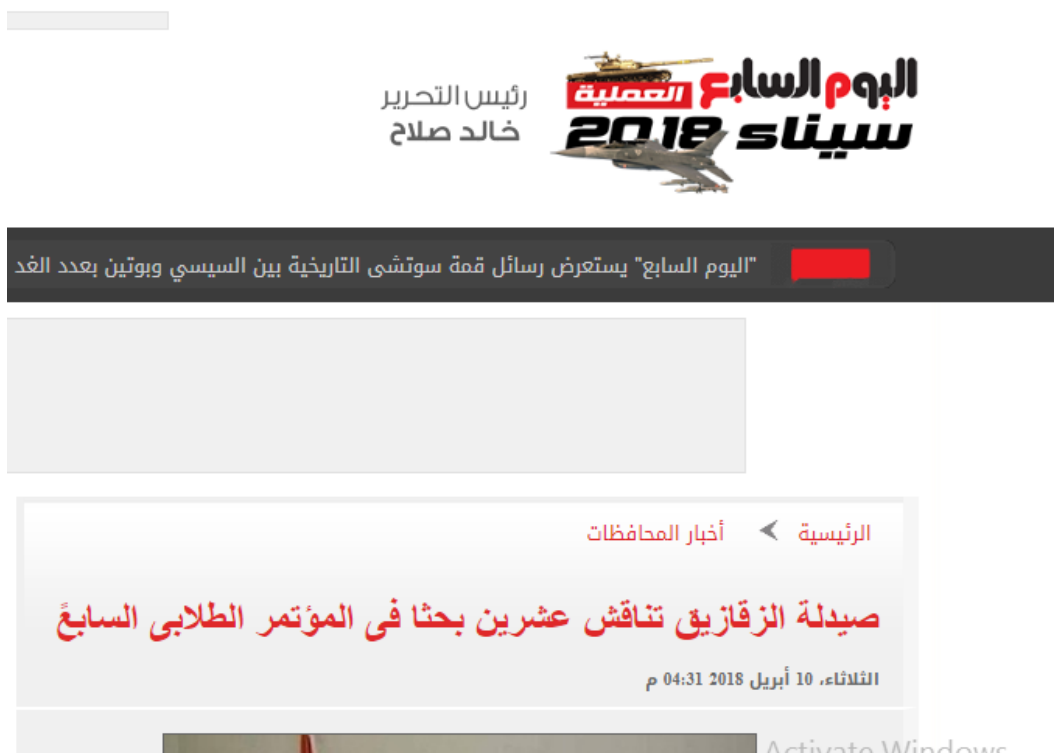 اليوم السابع العملية
سيناء 2018
رئيس التحرير
خالد صلاح
"اليوم السابع" يستعرض رسائل قمة سوتشى التاريخية بين السيسي وبوتين بعدد الغد
الرئيسية أخبار المحافظات
صيدلة الزقازيق تناقش عشرين بحثا فى المؤتمر الطلابى السابعً
الثلاثاء، 10 أبريل 2018 04:31 م
Activate Windows